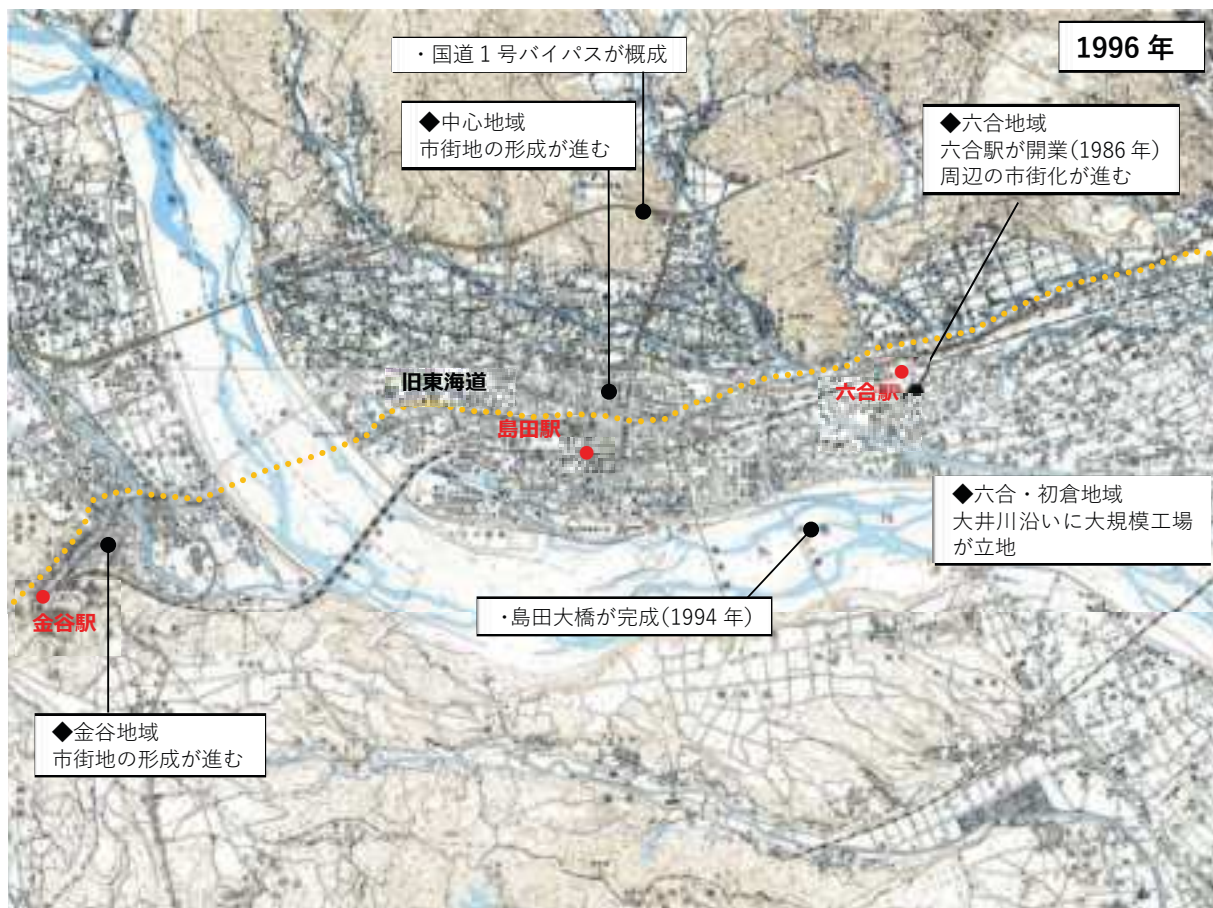 1996 年
・国道 1 号バイパスが概成
◆中心地域
市街地の形成が進む
◆六合地域
六合駅が開業(1986 年)
周辺の市街化が進む
旧東海道
六合駅
島田駅
◆六合・初倉地域
大井川沿いに大規模工場
が立地
・島田大橋が完成(1994 年)
金谷駅
◆金谷地域
市街地の形成が進む